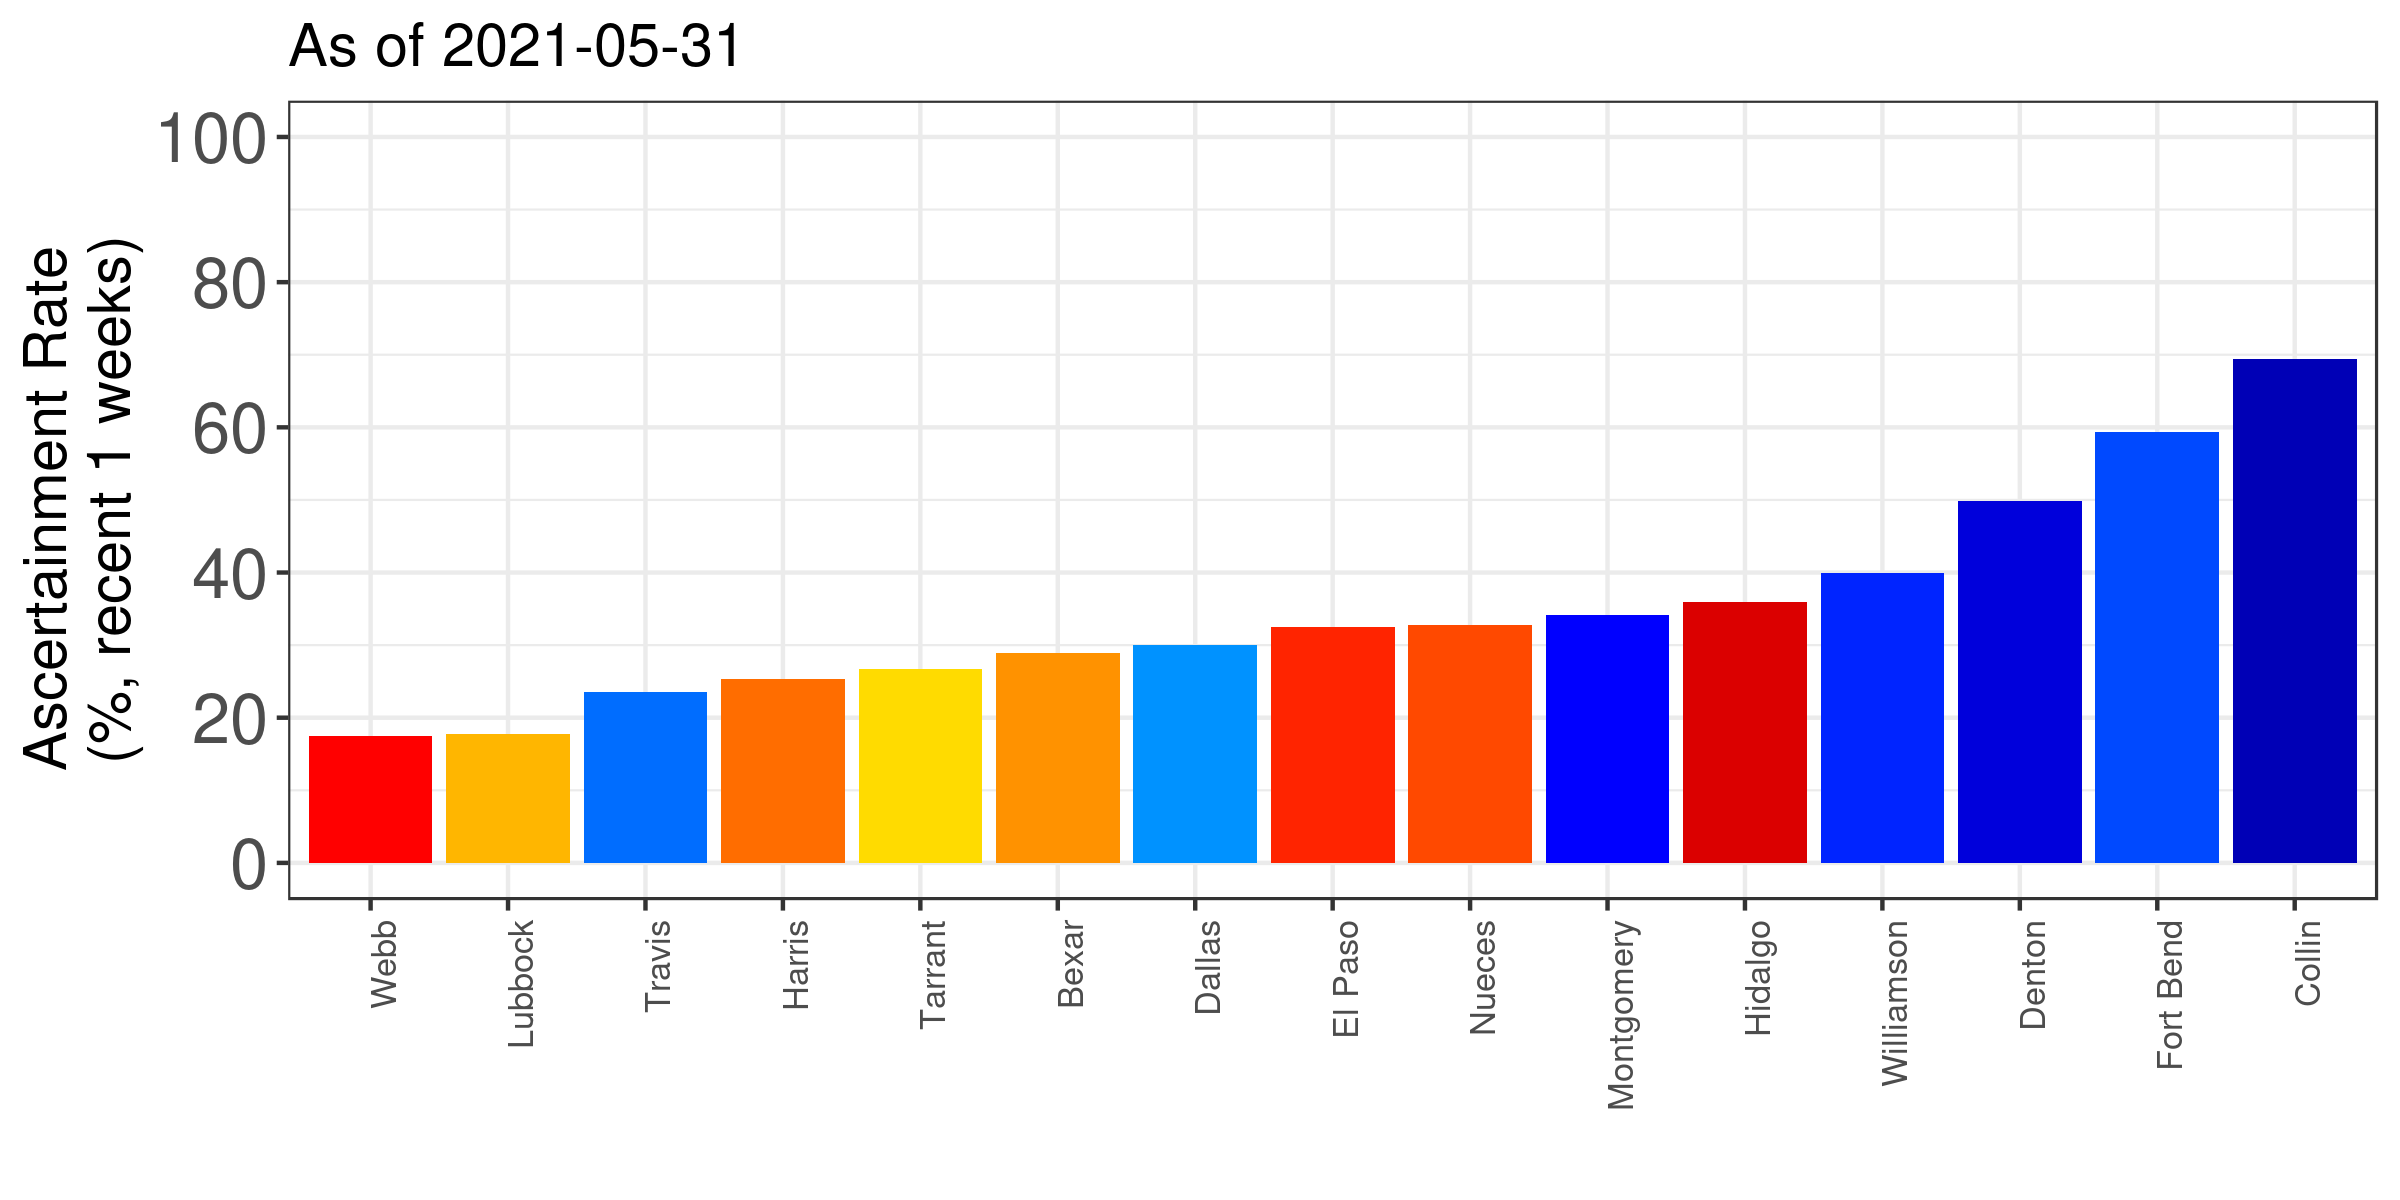 As of 2021-05-31
Ascertainment Rate
(%, recent 1 weeks)
100
80
60
40
20
0
Webb
Lubbock
Travis
Harris
Tarrant
Bexar
Dallas
El Paso
Nueces
Montgomery
Hidalgo
Williamson
Denton
Fort Bend
Collin